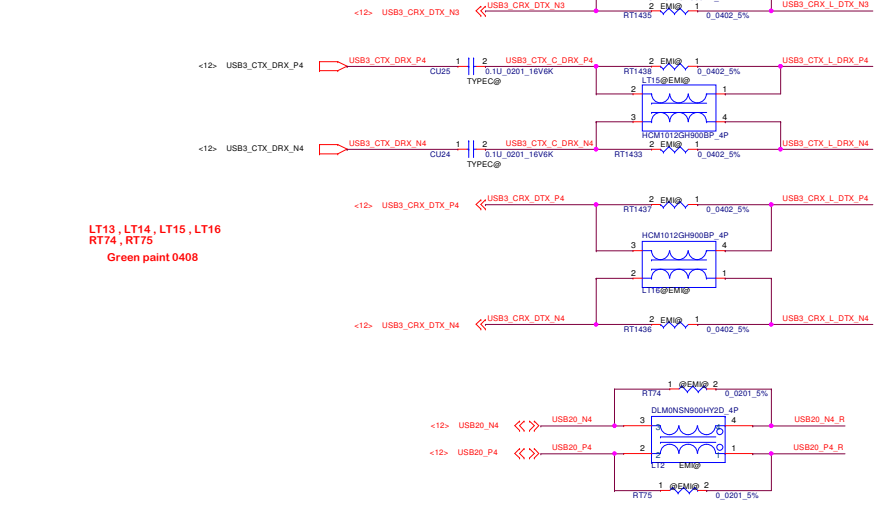 <12> USB3_CRX_DTX_N3 USB3_CRX_DTX_N3 2 EMI@ 1 USB3_CRX_L_DTX_N3
RT1435 0_0402_5%
<12> USB3_CTX_DRX_P4 USB3_CTX_DRX_P4 1 2 USB3_CTX_C_DRX_P4 2 EMI@ 1 USB3_CTX_L_DRX_P4
CU25 0.1U_0201_16V6K RT1438 0_0402_5%
TYPEC@ LT15@EMI@
2 1
3 4
HCM1012GH900BP_4P
<12> USB3_CTX_DRX_N4 USB3_CTX_DRX_N4 1 2 USB3_CTX_C_DRX_N4 2 EMI@ 1 USB3_CTX_L_DRX_N4
CU24 0.1U_0201_16V6K RT1433 0_0402_5%
TYPEC@
<12> USB3_CRX_DTX_P4 USB3_CRX_DTX_P4 2 EMI@ 1 USB3_CRX_L_DTX_P4
RT1437 0_0402_5%
LT13 , LT14 , LT15 , LT16
RT74 , RT75
Green paint 0408
HCM1012GH900BP_4P
3 4
2 1
LT16@EMI@
<12> USB3_CRX_DTX_N4 USB3_CRX_DTX_N4 2 EMI@ 1 USB3_CRX_L_DTX_N4
RT1436 0_0402_5%
1 @EMI@ 2
RT74 0_0201_5%
DLM0NSN900HY2D_4P
<12> USB20_N4 USB20_N4 3 4 USB20_N4_R
<12> USB20_P4 USB20_P4 2 1 USB20_P4_R
LT2 EMI@
1 @EMI@ 2
RT75 0_0201_5%